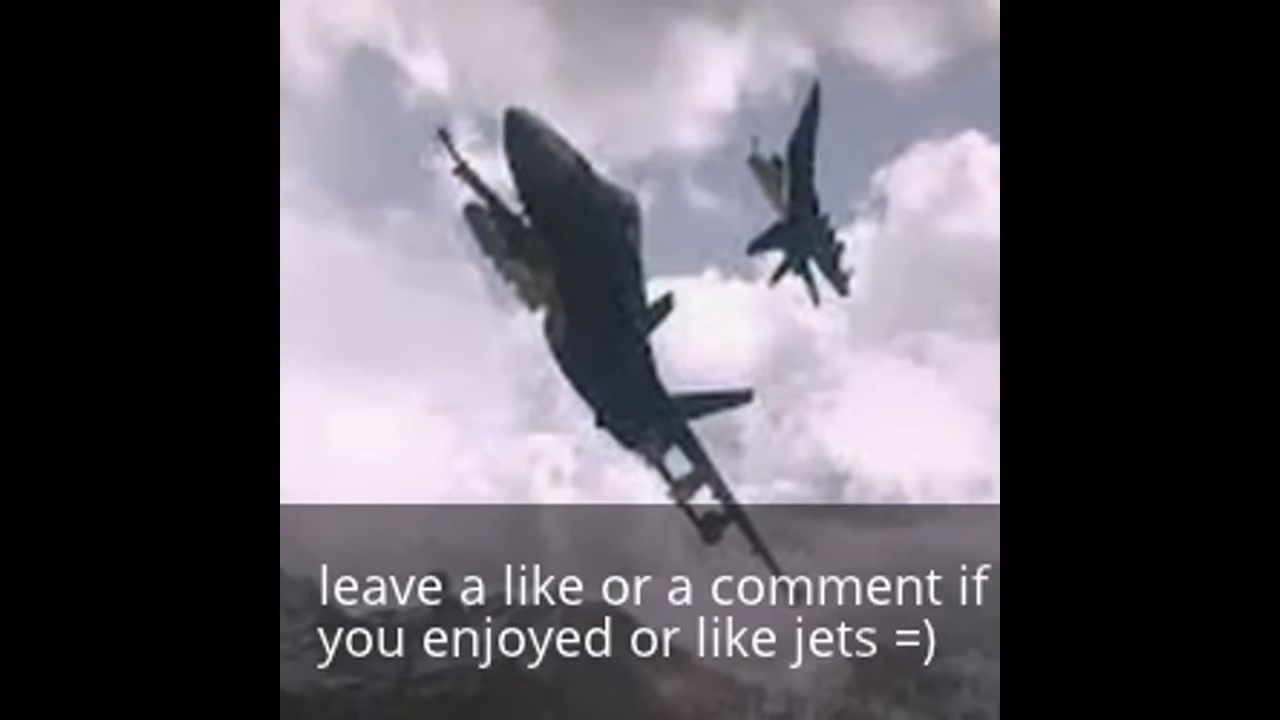 leave a like or a comment if
you enjoyed or like jets =)